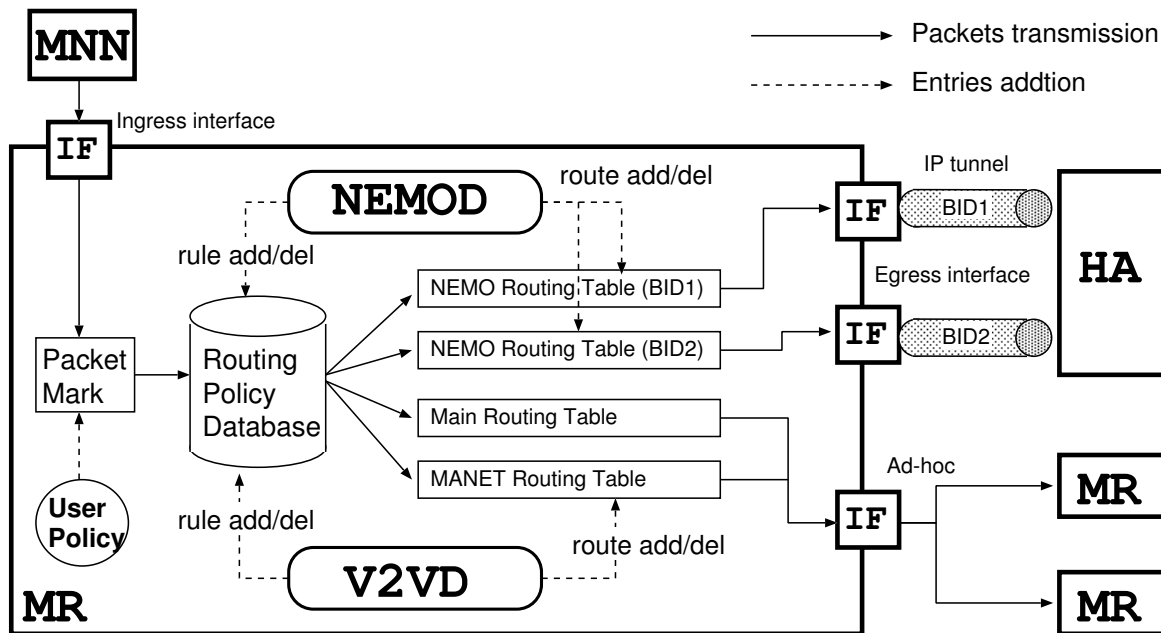 MNN
Packets transmission
Entries addtion
Ingress interface
IF
NEMOD
route add/del
rule add/del
IP tunnel
IF
BID1
HA
NEMO Routing Table (BID1)
Egress interface
NEMO Routing Table (BID2)
IF
BID2
Packet
Mark
Routing
Policy
Database
Main Routing Table
MANET Routing Table
Ad-hoc
MR
User
Policy
rule add/del
route add/del
IF
V2VD
MR
MR